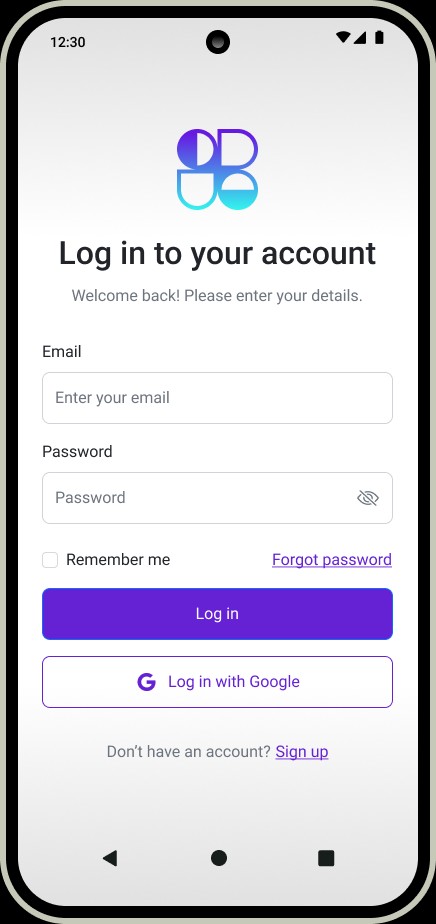 12:30
Log in to your account
Welcome back! Please enter your details.
Email
Enter your email
Password
Password
Remember me Forgot password
Log in
Log in with Google
Don’t have an account? Sign up